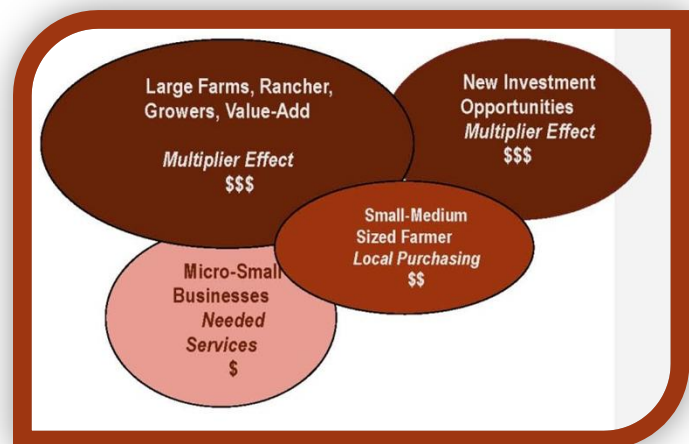 Large Farms, Rancher,
Growers, Value-Add
Multiplier Effect
$$$
New Investment
Opportunities
Multiplier Effect
$$$
Small-Medium
Sized Farmer
Local Purchasing
$$
Micro-Small
Businesses
Needed
Services
$